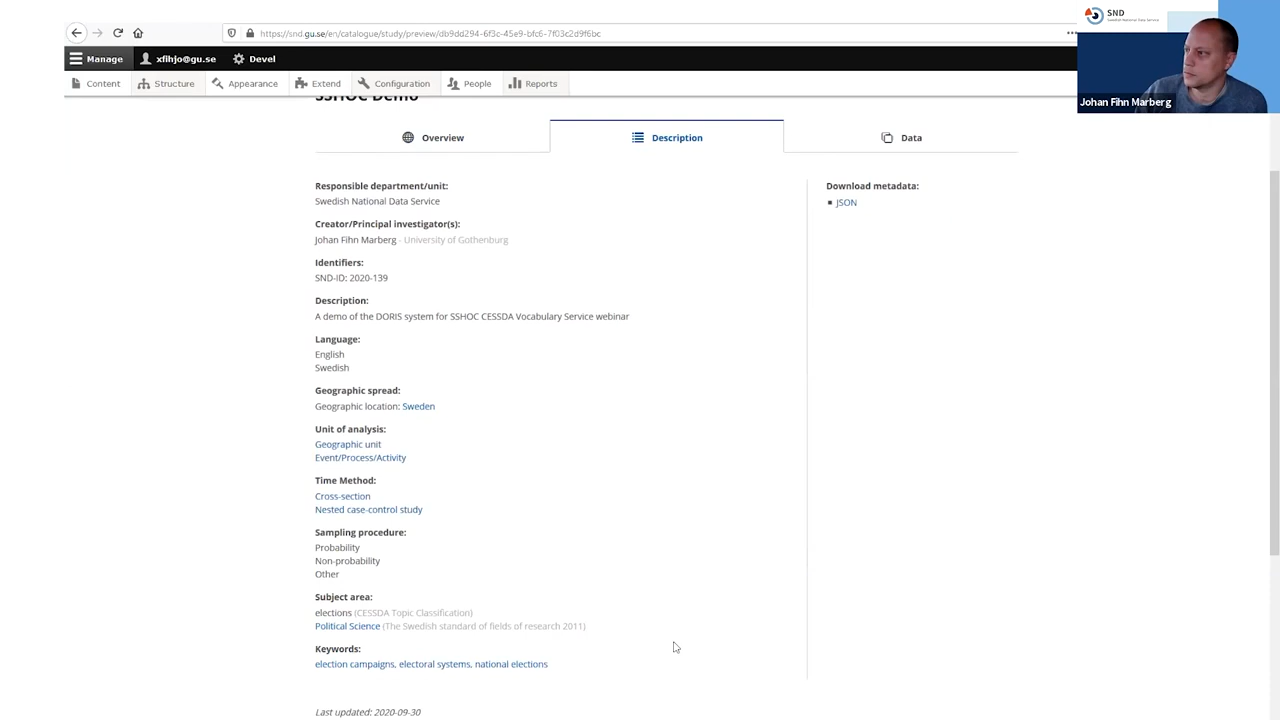 https://snd.gu.se/en/catalogue/study/preview/db9dd294-6f3c-45e9-bfc6-7f03c2d9f6bc
SND
Swedish National Data Service
Manage
xfihjo@gu.se
Devel
Content
Structure
Appearance
Extend
Configuration
People
Reports
Johan Fihn Marberg
SSHOC Demo
Overview
Description
Data
Responsible department/unit:
Swedish National Data Service
Creator/Principal investigator(s):
Johan Fihn Marberg - University of Gothenburg
Identifiers:
SND-ID: 2020-139
Description:
A demo of the DORIS system for SSHOC CESSDA Vocabulary Service webinar
Language:
English
Swedish
Geographic spread:
Geographic location: Sweden
Unit of analysis:
Geographic unit
Event/Process/Activity
Time Method:
Cross-section
Nested case-control study
Sampling procedure:
Probability
Non-probability
Other
Subject area:
elections (CESSDA Topic Classification)
Political Science (The Swedish standard of fields of research 2011)
Keywords:
election campaigns, electoral systems, national elections
Last updated: 2020-09-30
Download metadata:
JSON